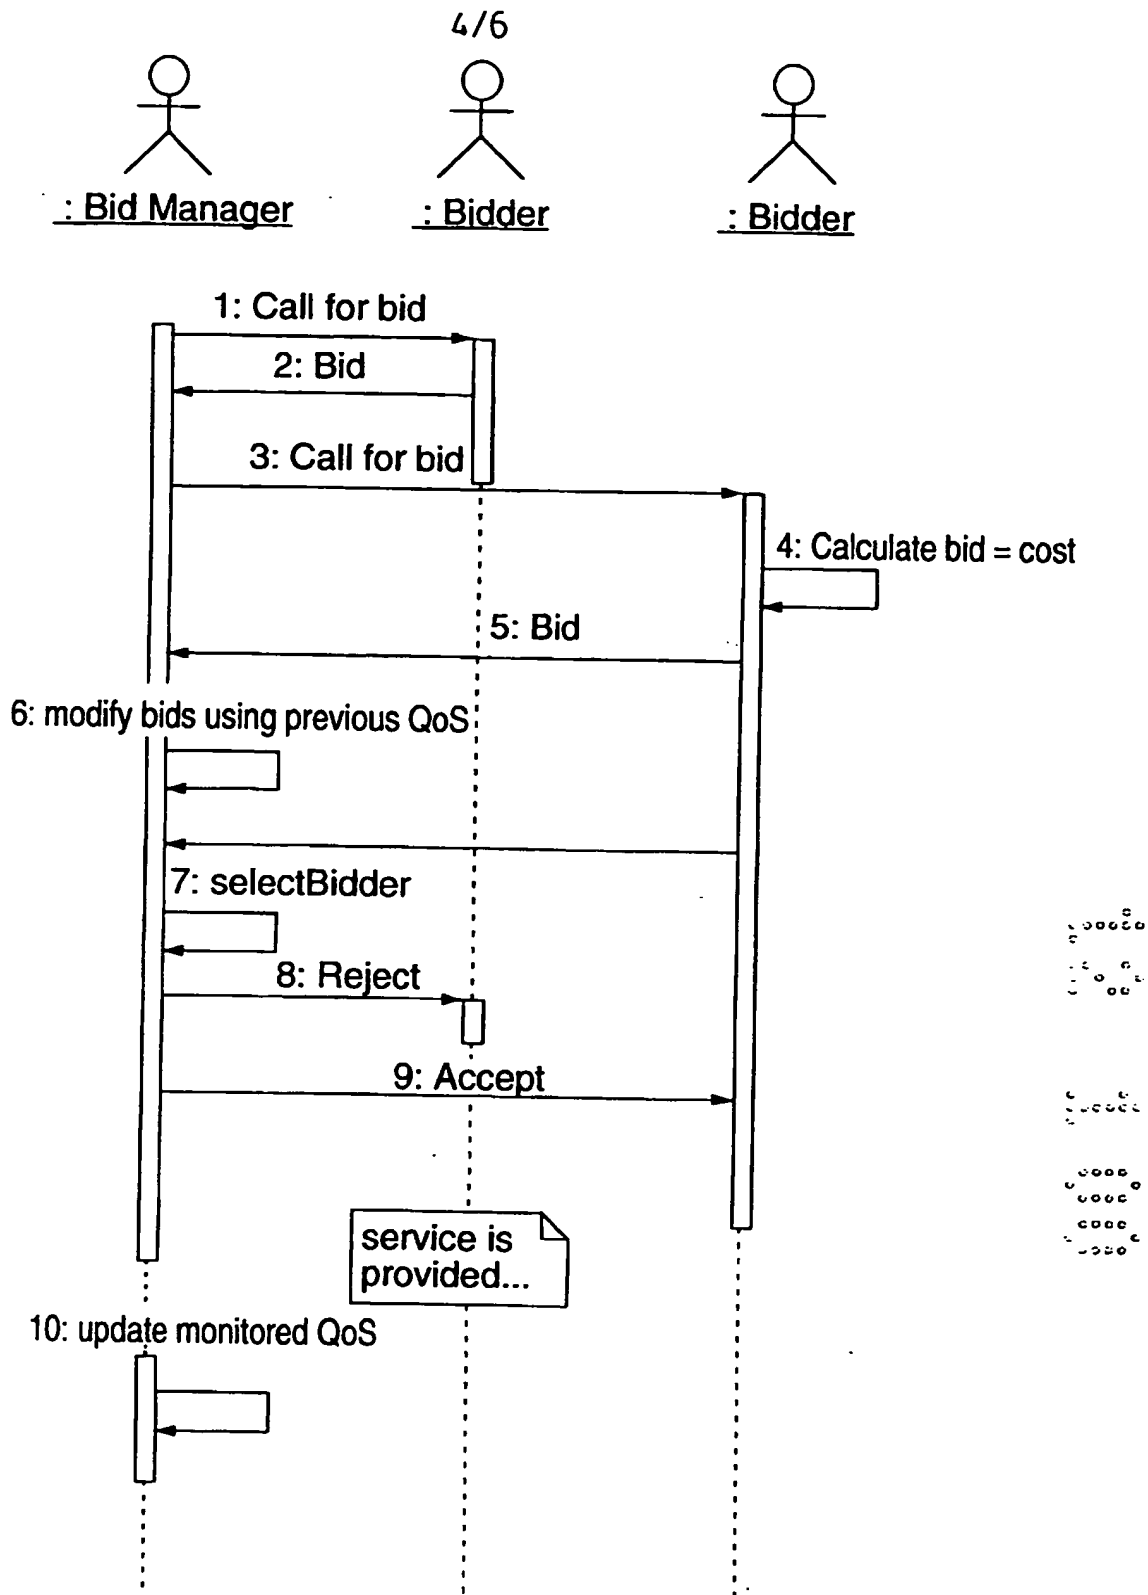 4/6
: Bid Manager
: Bidder
: Bidder
1: Call for bid
2: Bid
3: Call for bid
4: Calculate bid = cost
5: Bid
6: modify bids using previous QoS
7: selectBidder
8: Reject
9: Accept
service is
provided...
10: update monitored QoS